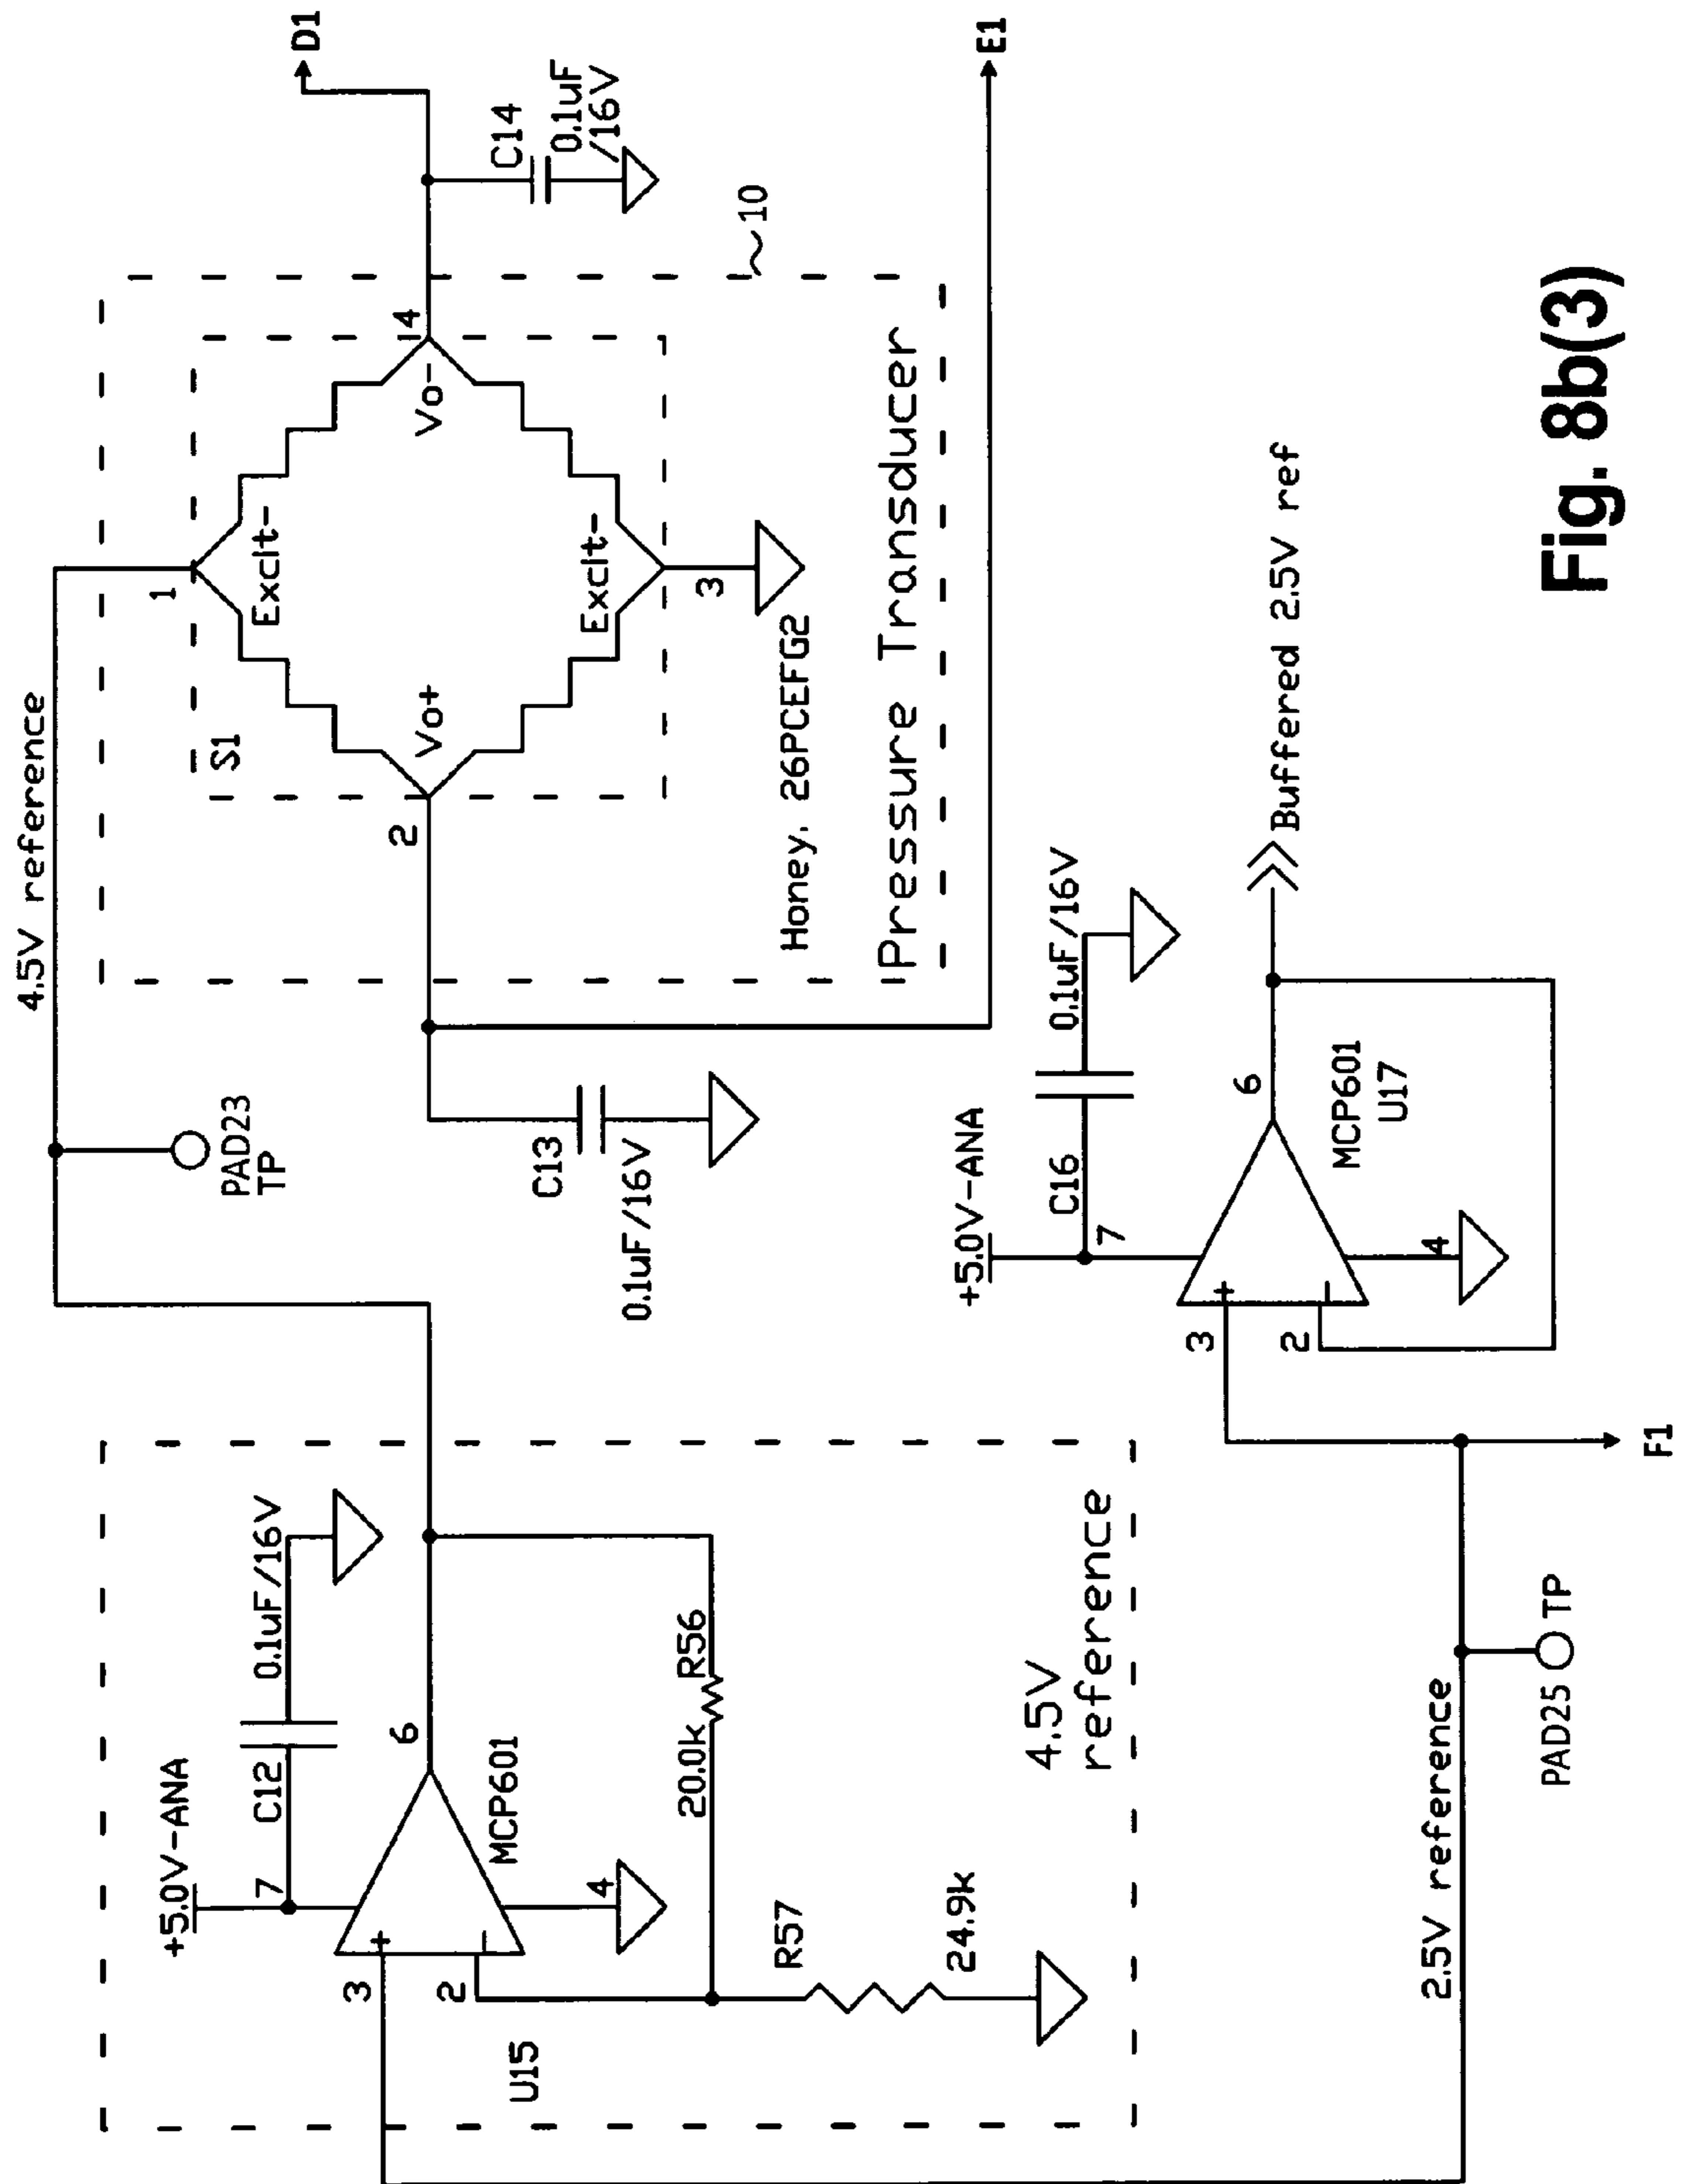 4.5V reference
PAD23
TP
+5.0V-ANA
7
C12
0.1uF/16V
3
2
+
−
6
MCP601
4
U15
20.0k
R56
R57
24.9k
4.5V
reference
S1
1
Excit-
2
Vo+
Vo-
4
Excit-
3
Honey. 26PCEFG2
Pressure Transducer
10
D1
C14
0.1uF
/16V
C13
0.1uF/16V
E1
+5.0V-ANA
7
C16
0.1uF/16V
3
2
+
−
6
MCP601
U17
4
Buffered 2.5V ref
2.5V reference
PAD25 TP
F1
Fig. 8b(3)